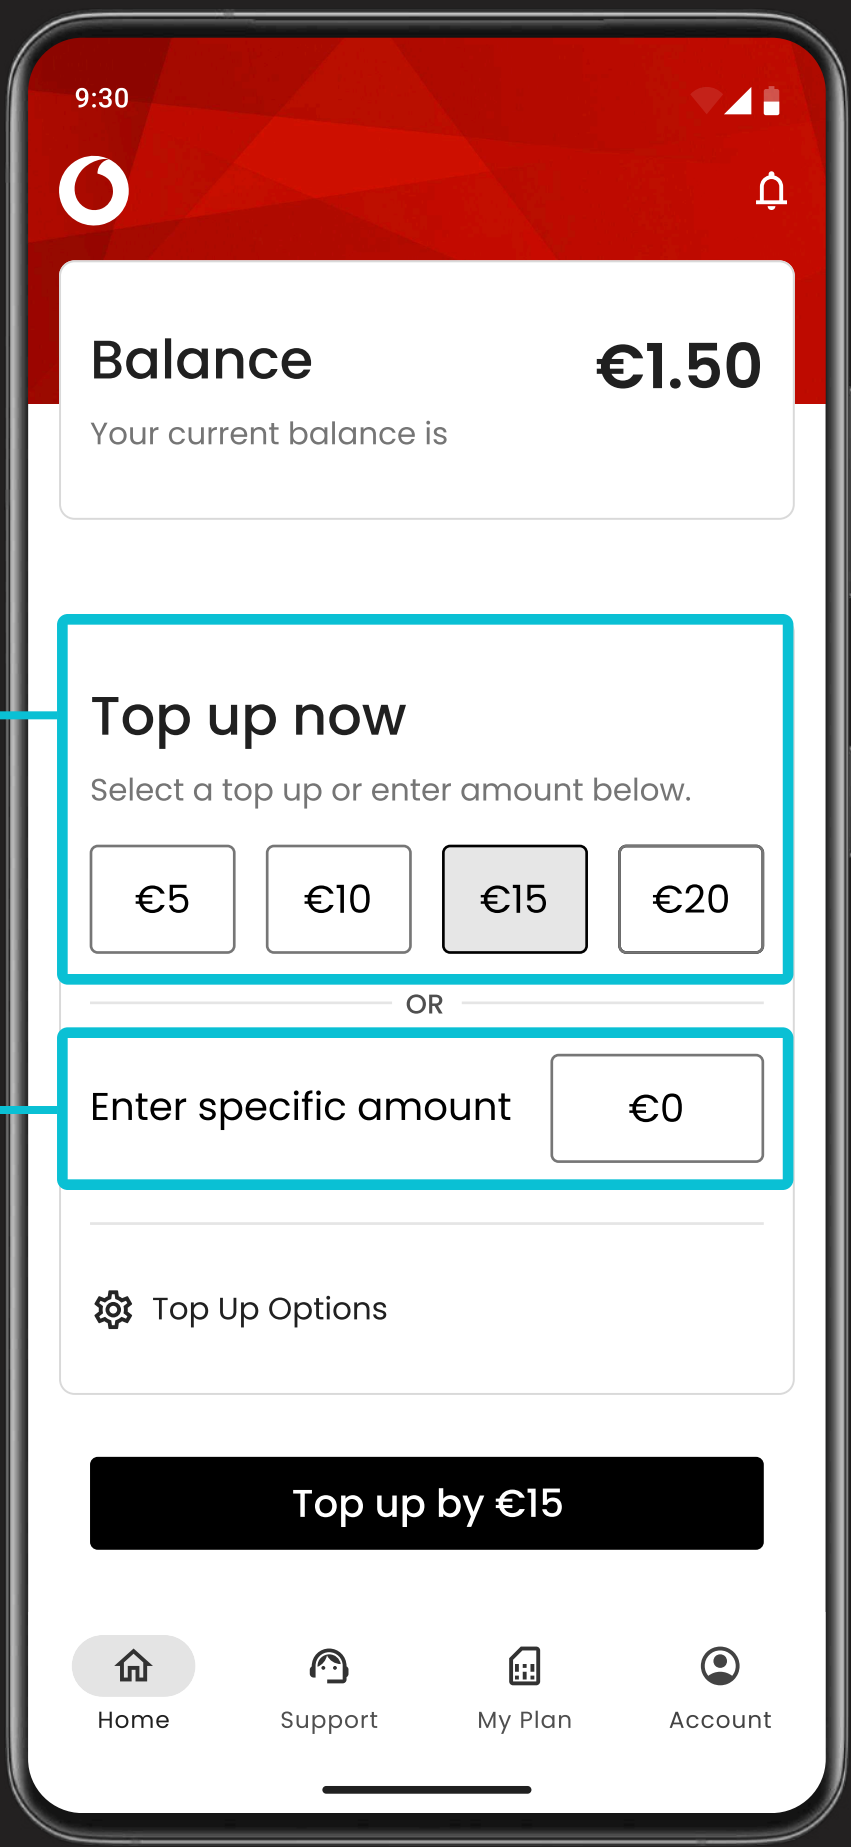 9:30
Balance
€1.50
Your current balance is
Top up now
Select a top up or enter amount below.
€5
€10
€15
€20
OR
Enter specific amount
€0
Top Up Options
Top up by €15
Home
Support
My Plan
Account